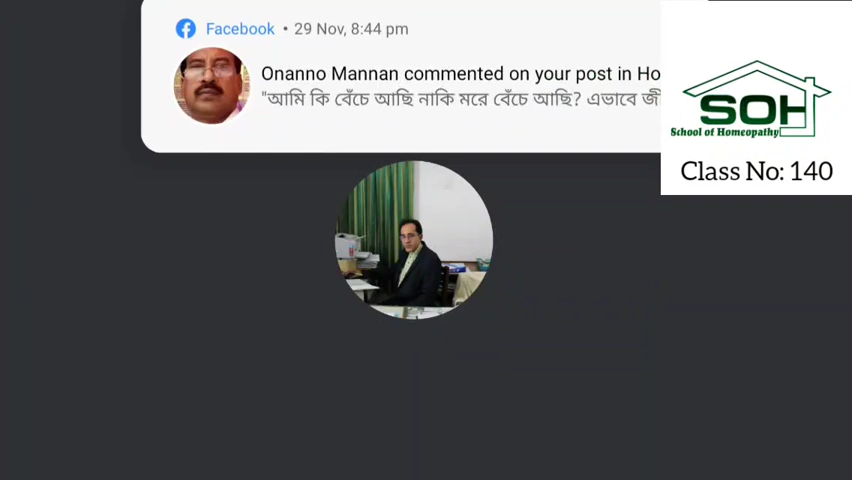 Facebook • 29 Nov, 8:44 pm
Onanno Mannan commented on your post in Ho
"আমি কি বেঁচে আছি নাকি মরে বেঁচে আছি? এভাবে জী
SOH
School of Homeopathy
Class No: 140